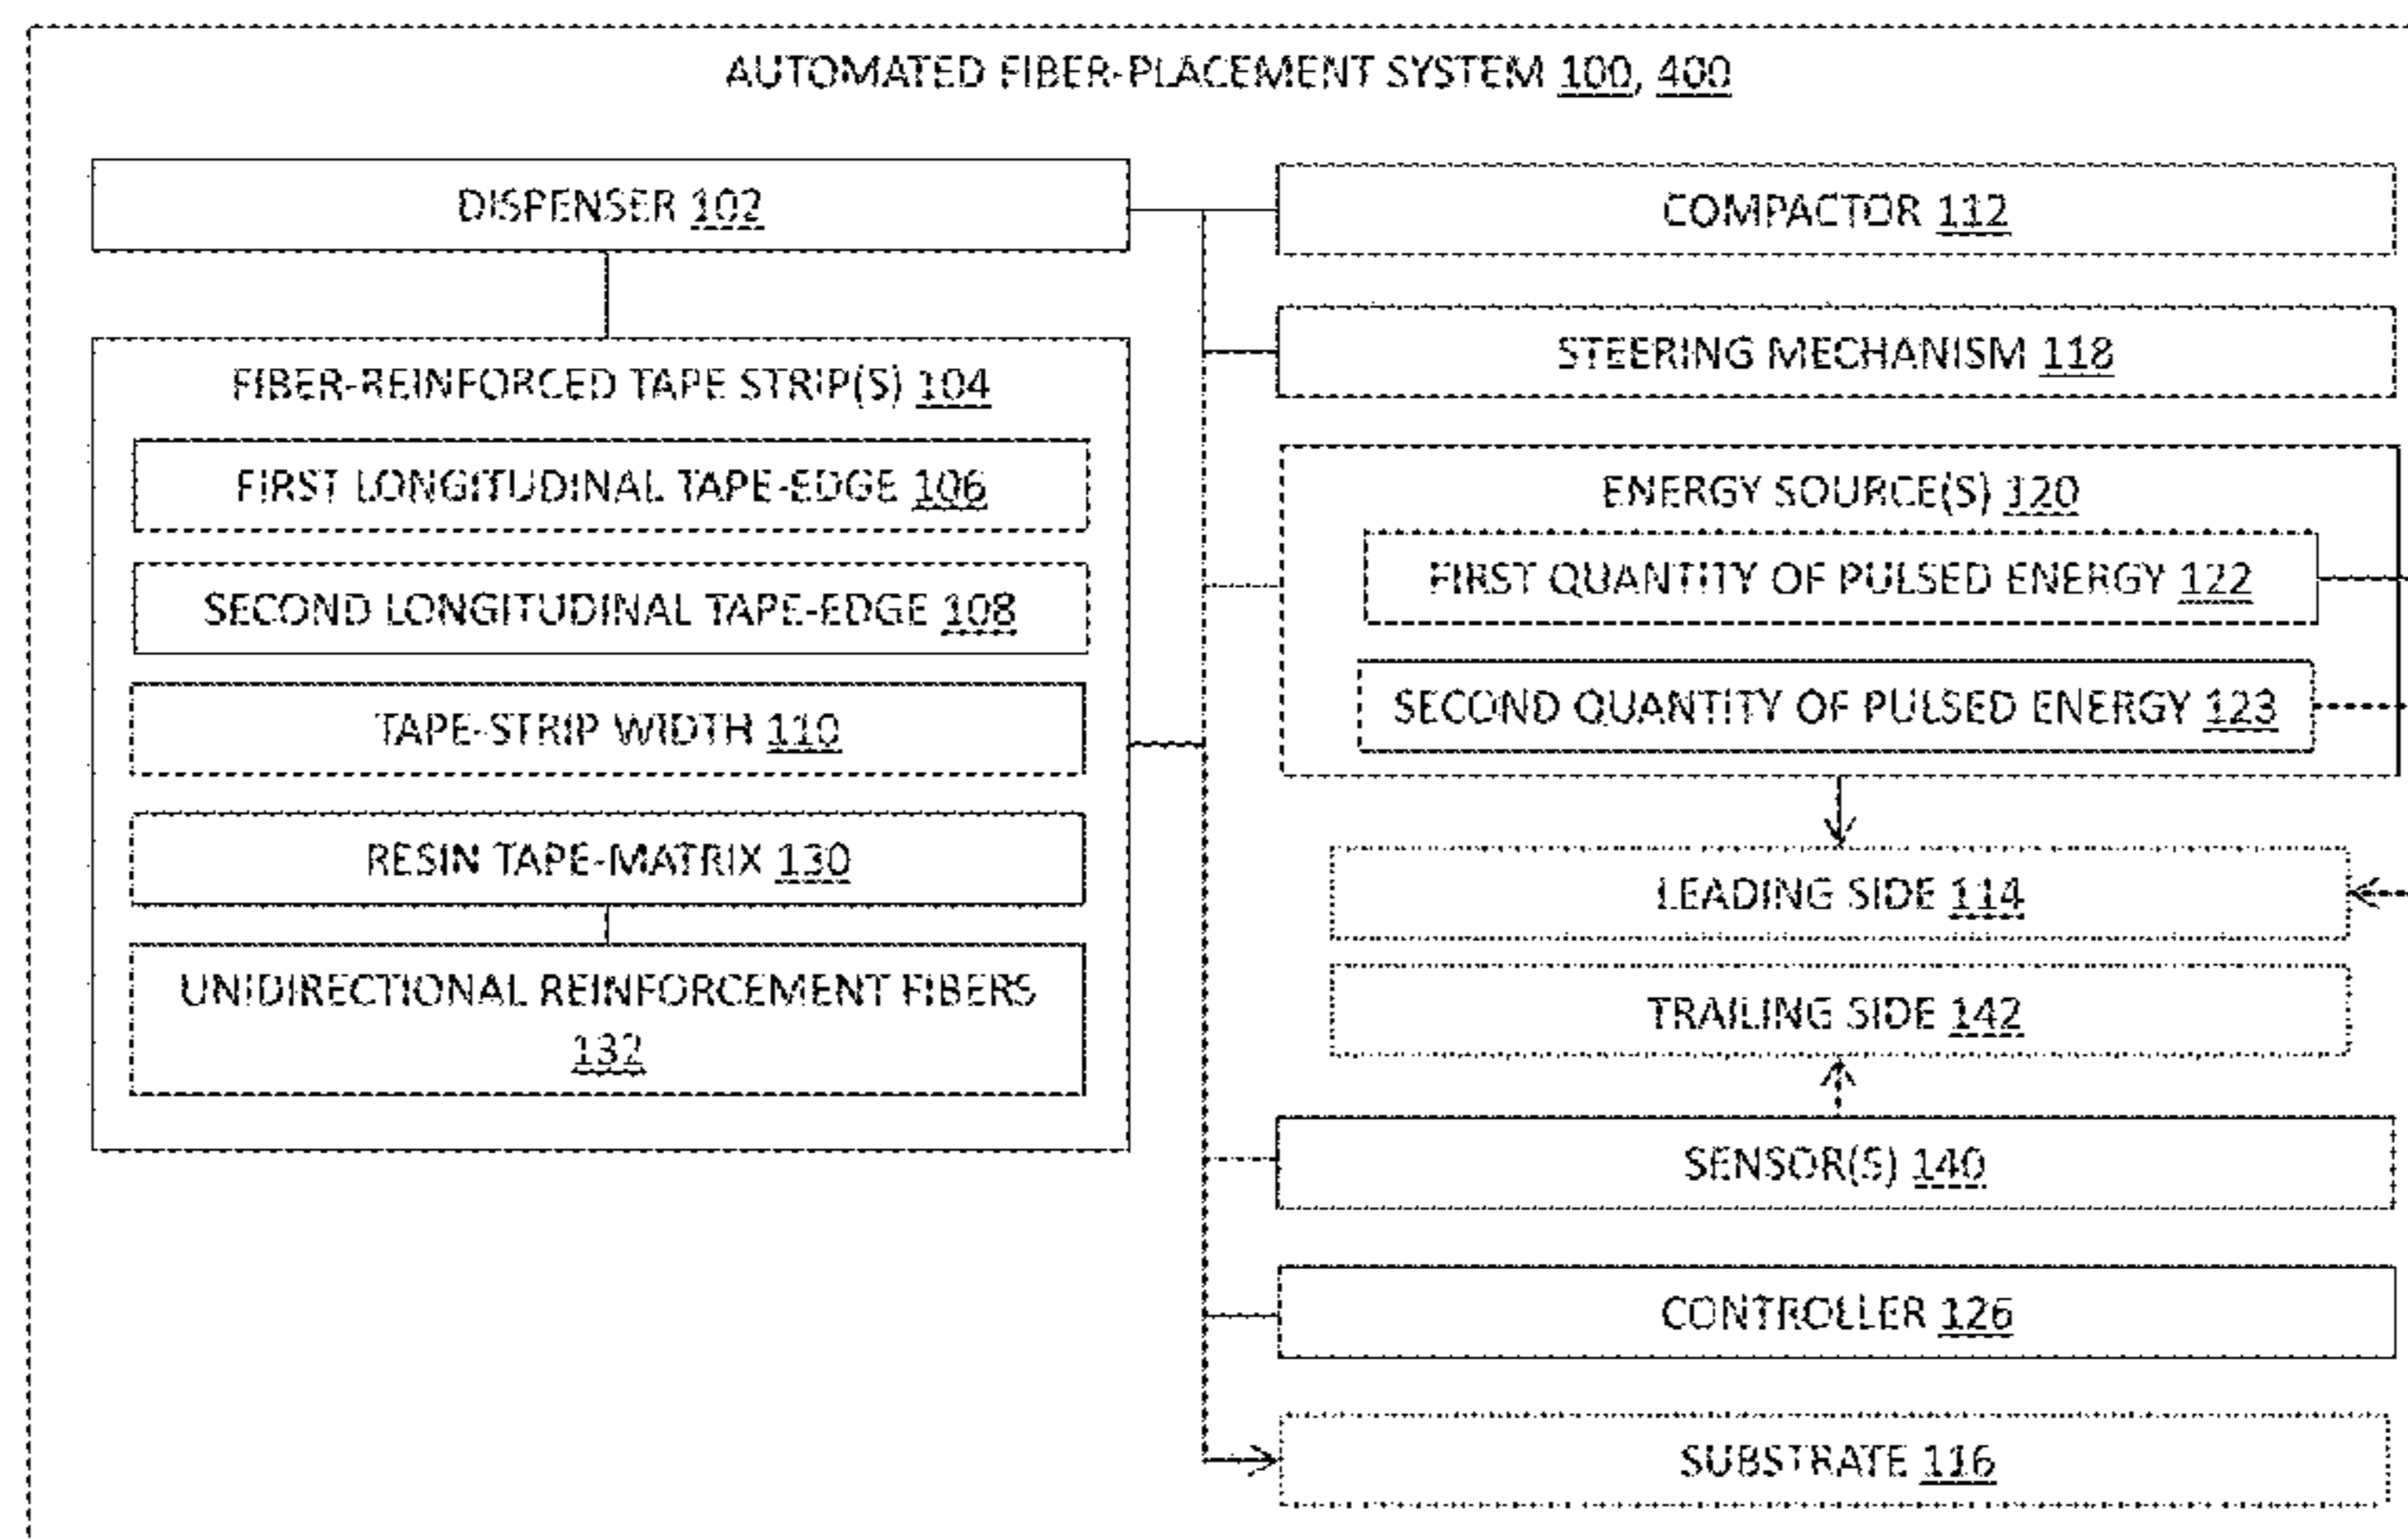 AUTOMATED FIBER-PLACEMENT SYSTEM 100, 400
DISPENSER 102
FIBER-REINFORCED TAPE STRIP(S) 104
FIRST LONGITUDINAL TAPE-EDGE 106
SECOND LONGITUDINAL TAPE-EDGE 108
TAPE-STRIP WIDTH 110
RESIN TAPE-MATRIX 130
UNIDIRECTIONAL REINFORCEMENT FIBERS
132
COMPACTOR 112
STEERING MECHANISM 118
ENERGY SOURCE(S) 120
FIRST QUANTITY OF PULSED ENERGY 122
SECOND QUANTITY OF PULSED ENERGY 123
LEADING SIDE 114
TRAILING SIDE 142
SENSOR(S) 140
CONTROLLER 126
SUBSTRATE 116